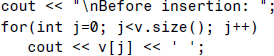 cout << "\nBefore insertion: ";
for(int j=0; j<v.size(); j++)
   cout << v[j] << ' ';